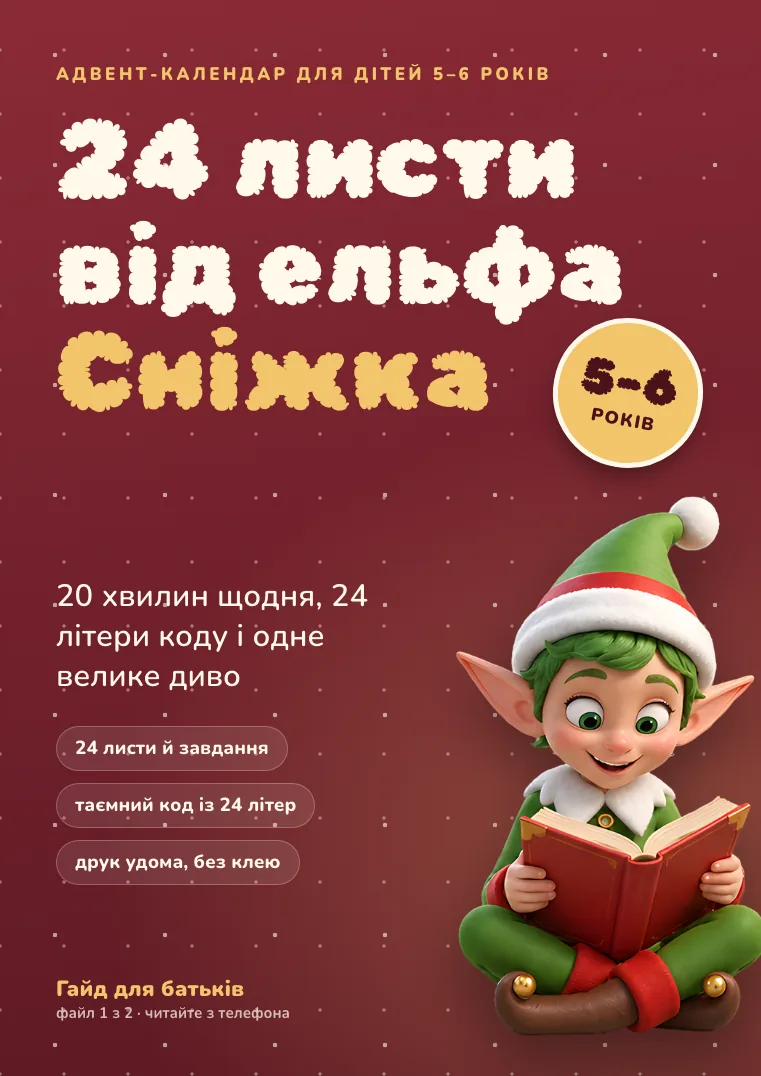 АДВЕНТ-КАЛЕНДАР ДЛЯ ДІТЕЙ 5–6 РОКІВ
24 листи
від ельфа
Сніжка
5–6
РОКІВ
20 хвилин щодня, 24
літери коду і одне
велике диво
24 листи й завдання
таємний код із 24 літер
друк удома, без клею
Гайд для батьків
файл 1 з 2 · читайте з телефона